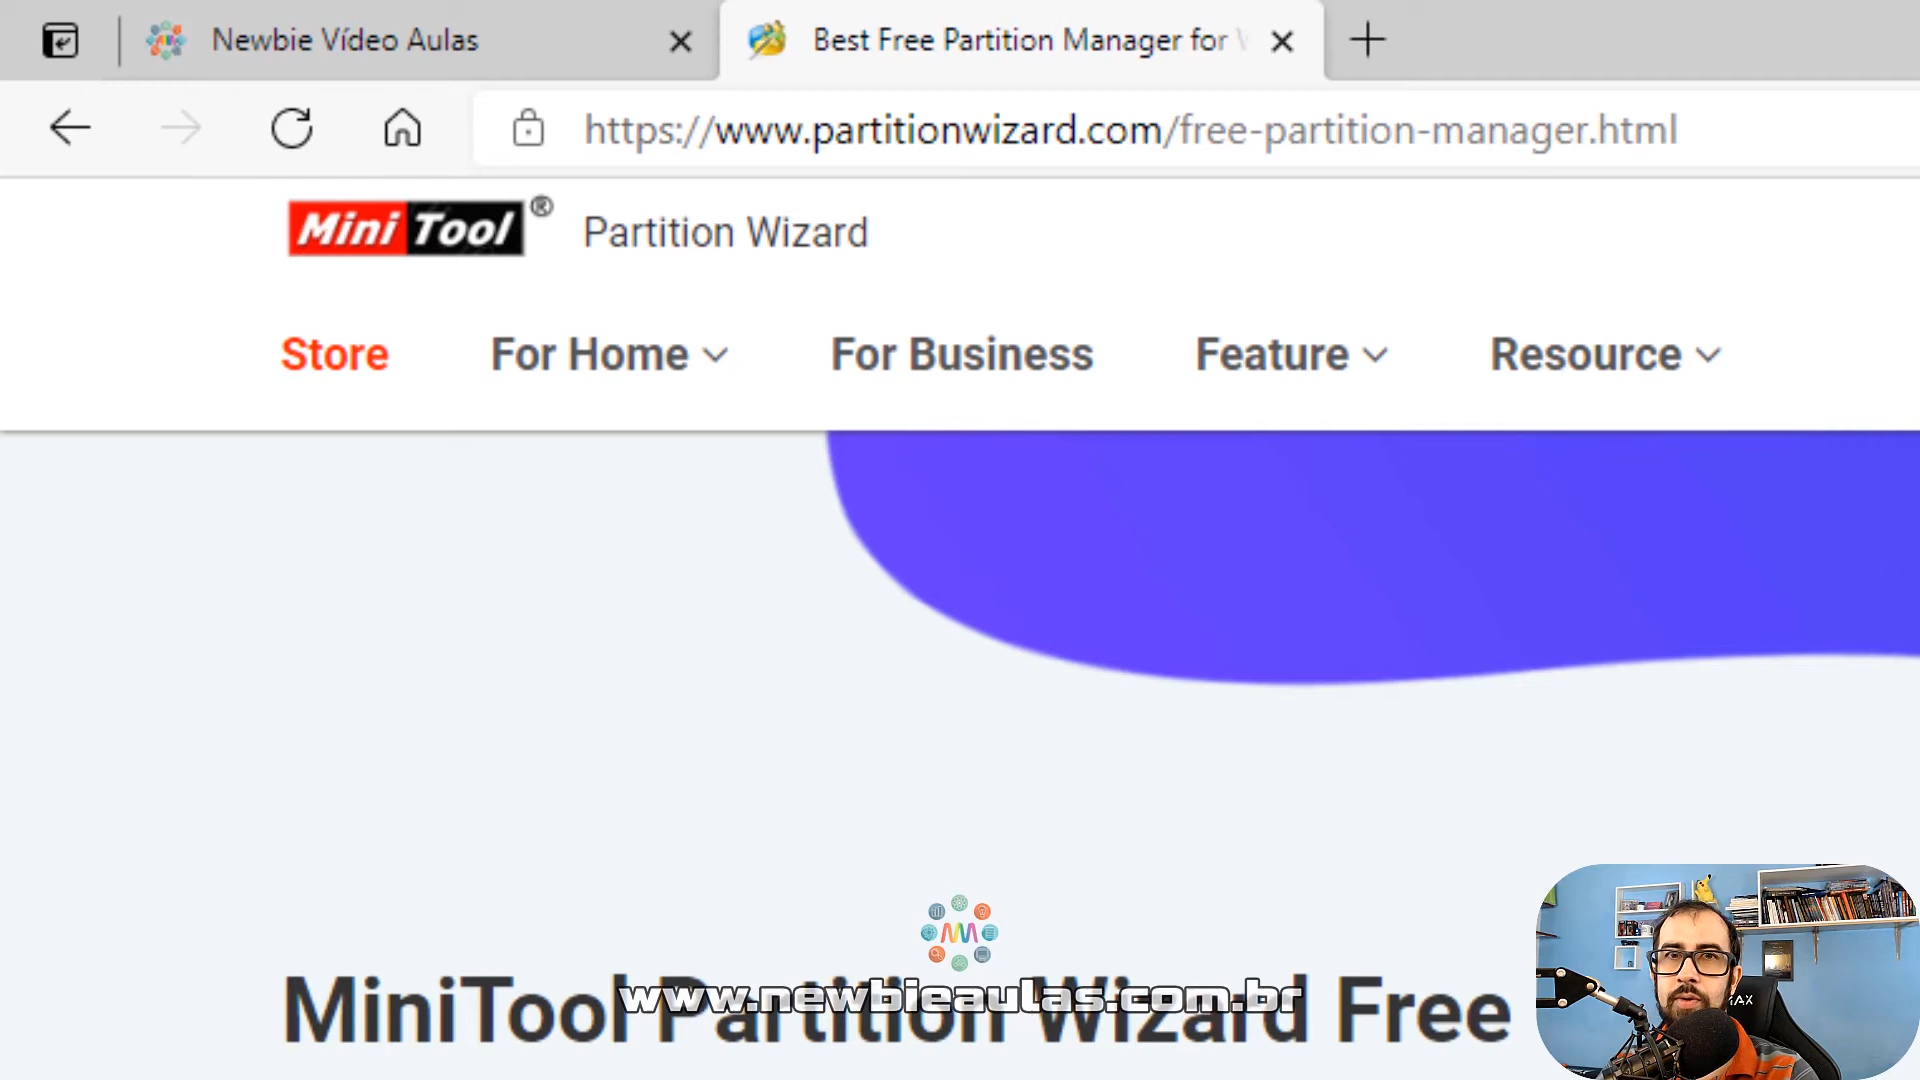 Newbie Vídeo Aulas
Best Free Partition Manager for
https://www.partitionwizard.com/free-partition-manager.html
Mini Tool ® Partition Wizard
Store For Home For Business Feature Resource
MiniTool Partition Wizard Free
www.newbieaulas.com.br
AX